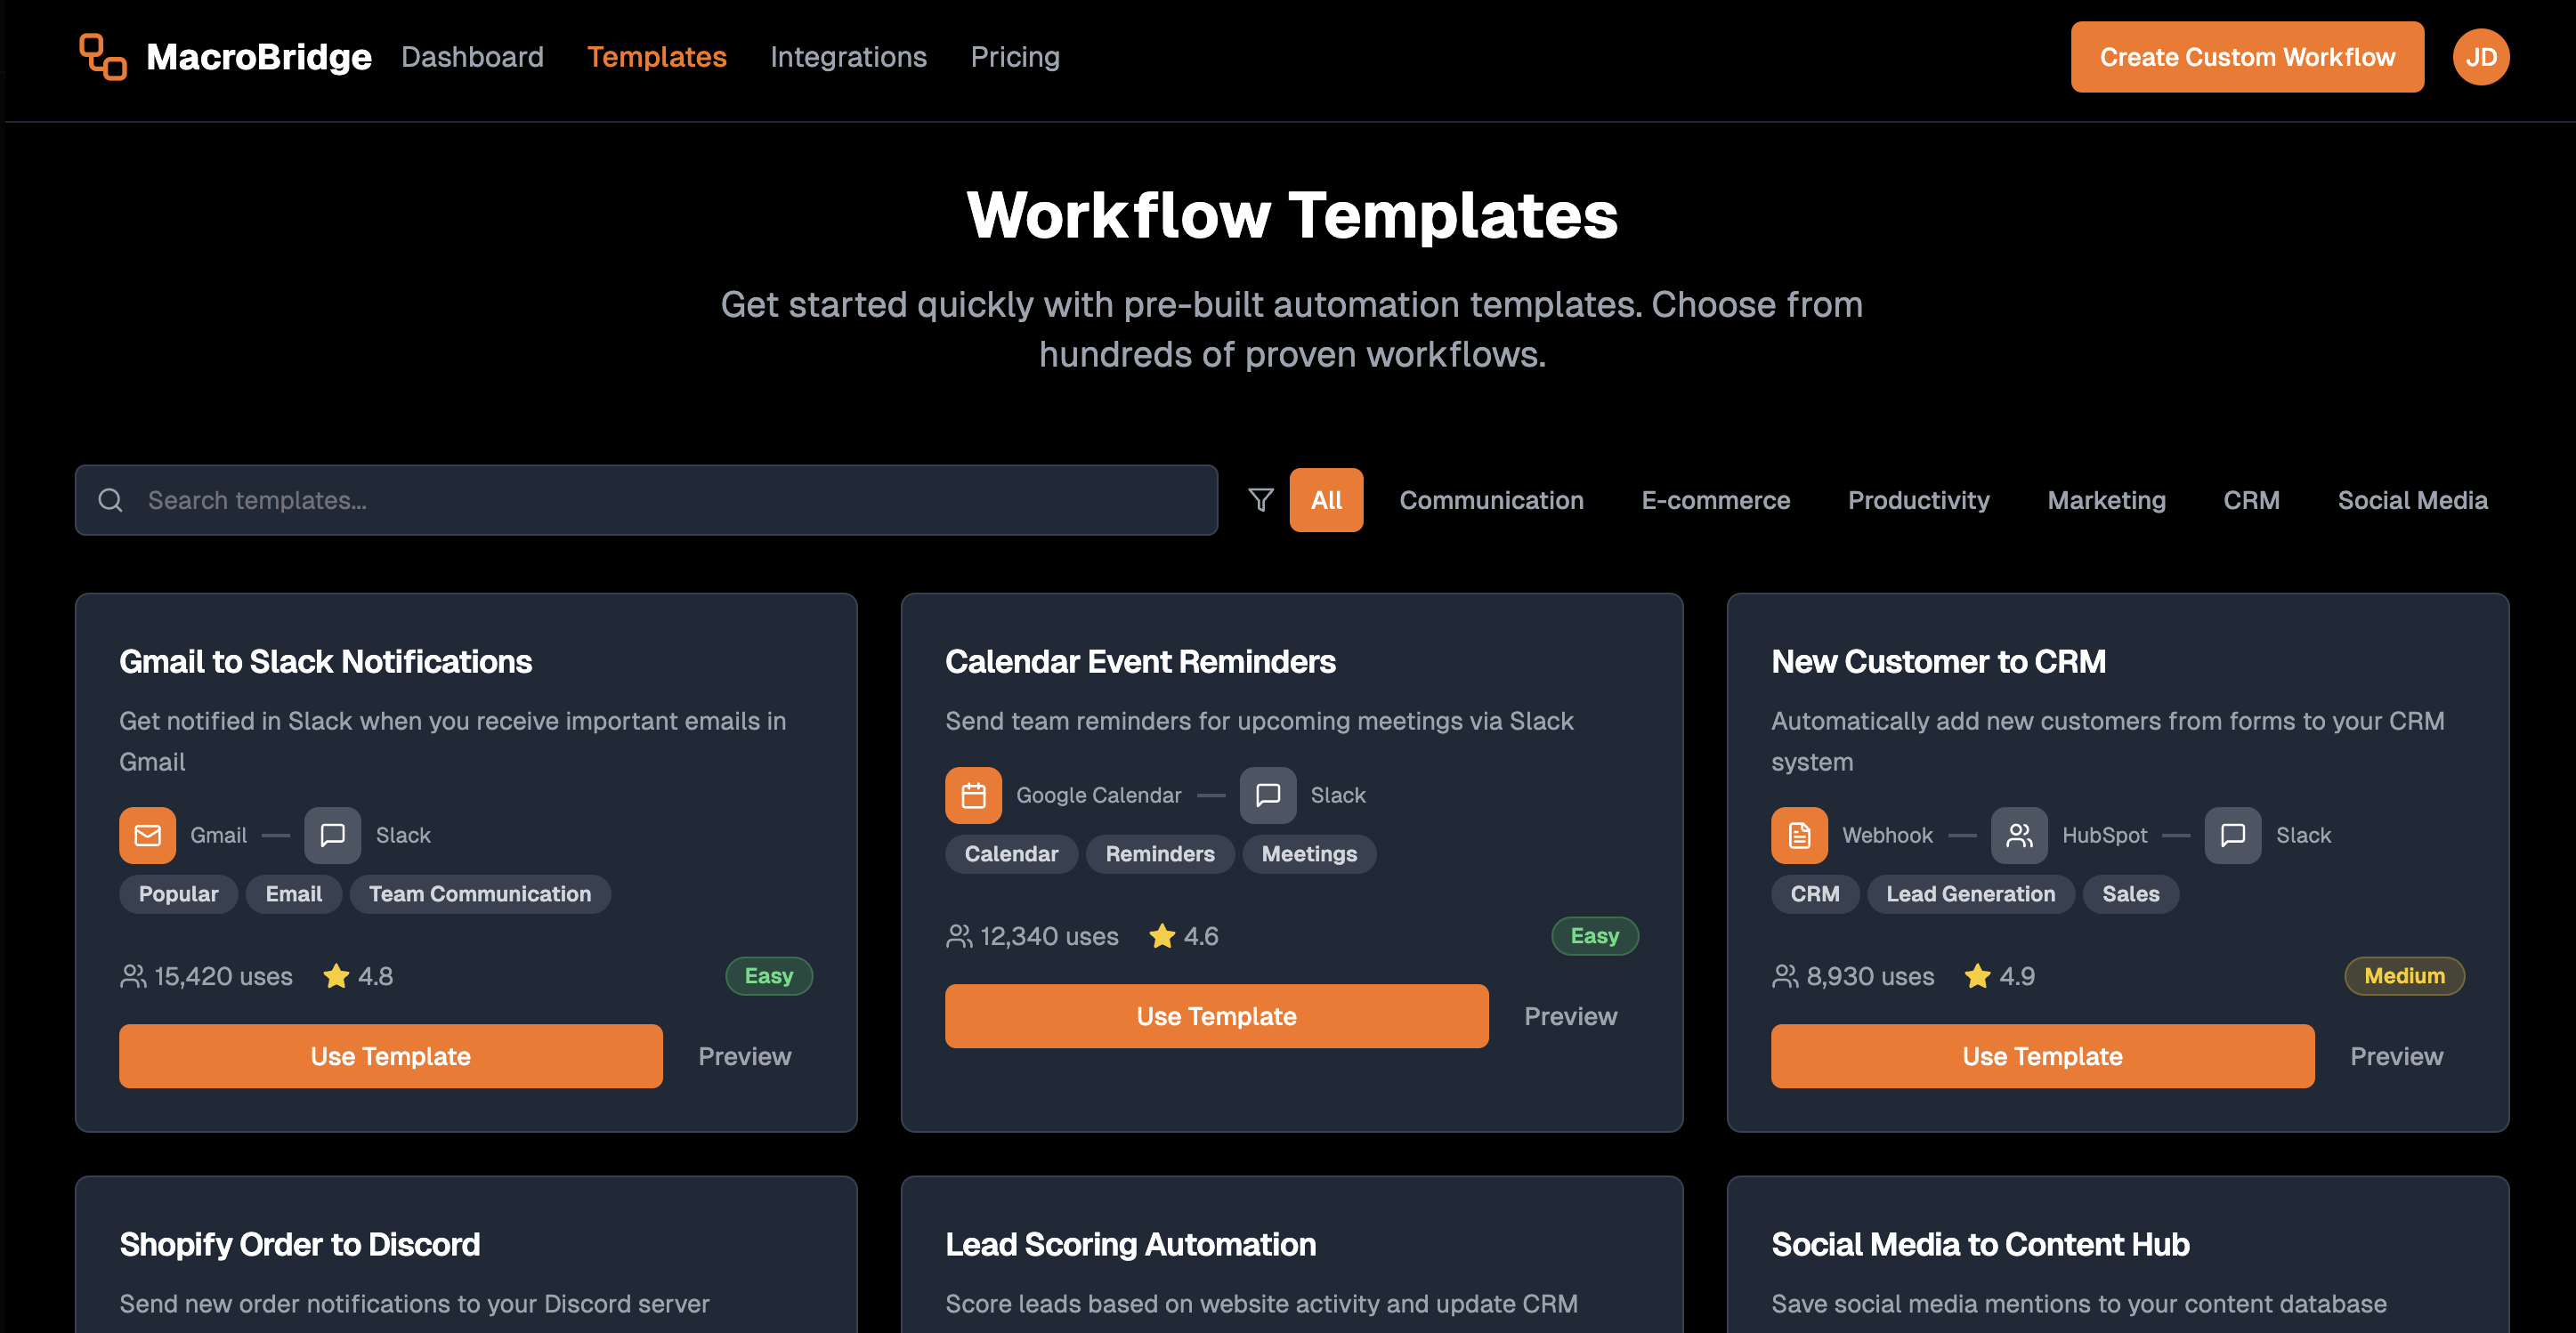 MacroBridge Dashboard Templates Integrations Pricing Create Custom Workflow JD
Workflow Templates
Get started quickly with pre-built automation templates. Choose from
hundreds of proven workflows.
Search templates... All Communication E-commerce Productivity Marketing CRM Social Media
Gmail to Slack Notifications
Get notified in Slack when you receive important emails in
Gmail
Gmail Slack
Popular Email Team Communication
15,420 uses 4.8 Easy
Use Template Preview
Calendar Event Reminders
Send team reminders for upcoming meetings via Slack
Google Calendar Slack
Calendar Reminders Meetings
12,340 uses 4.6 Easy
Use Template Preview
New Customer to CRM
Automatically add new customers from forms to your CRM
system
Webhook HubSpot Slack
CRM Lead Generation Sales
8,930 uses 4.9 Medium
Use Template Preview
Shopify Order to Discord
Send new order notifications to your Discord server
Lead Scoring Automation
Score leads based on website activity and update CRM
Social Media to Content Hub
Save social media mentions to your content database